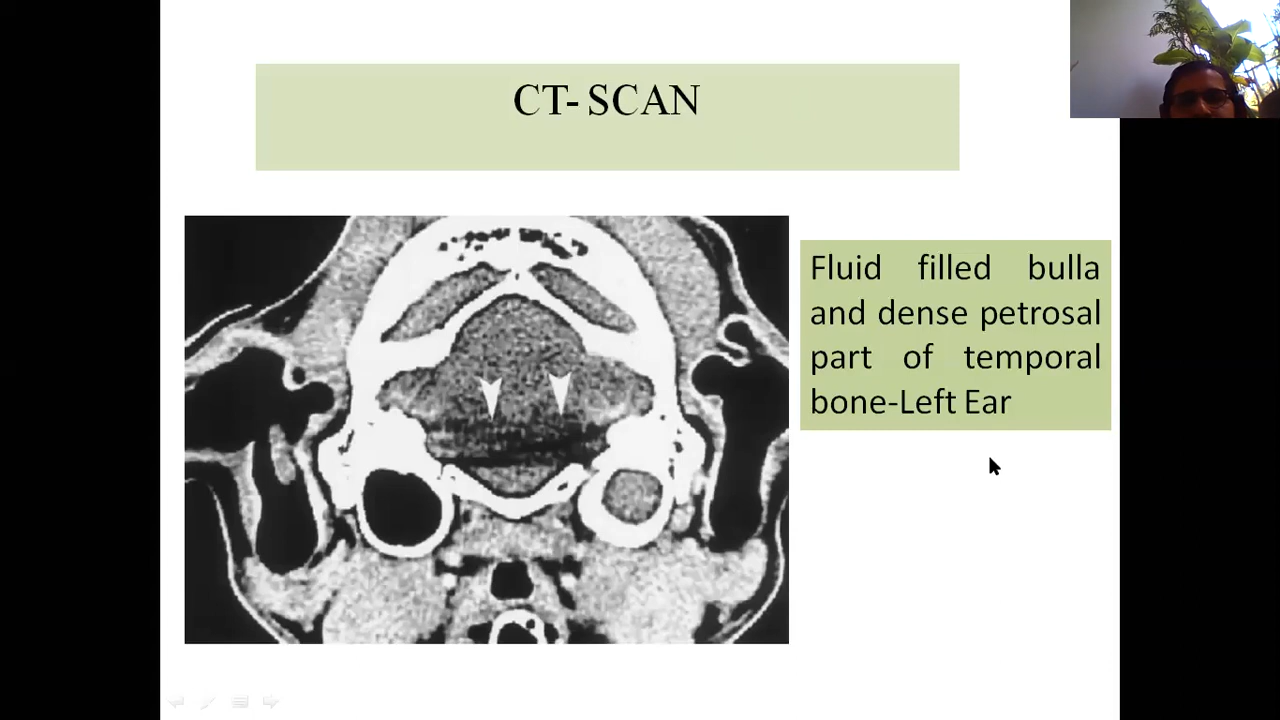 CT- SCAN
Fluid filled bulla
and dense petrosal
part of temporal
bone-Left Ear